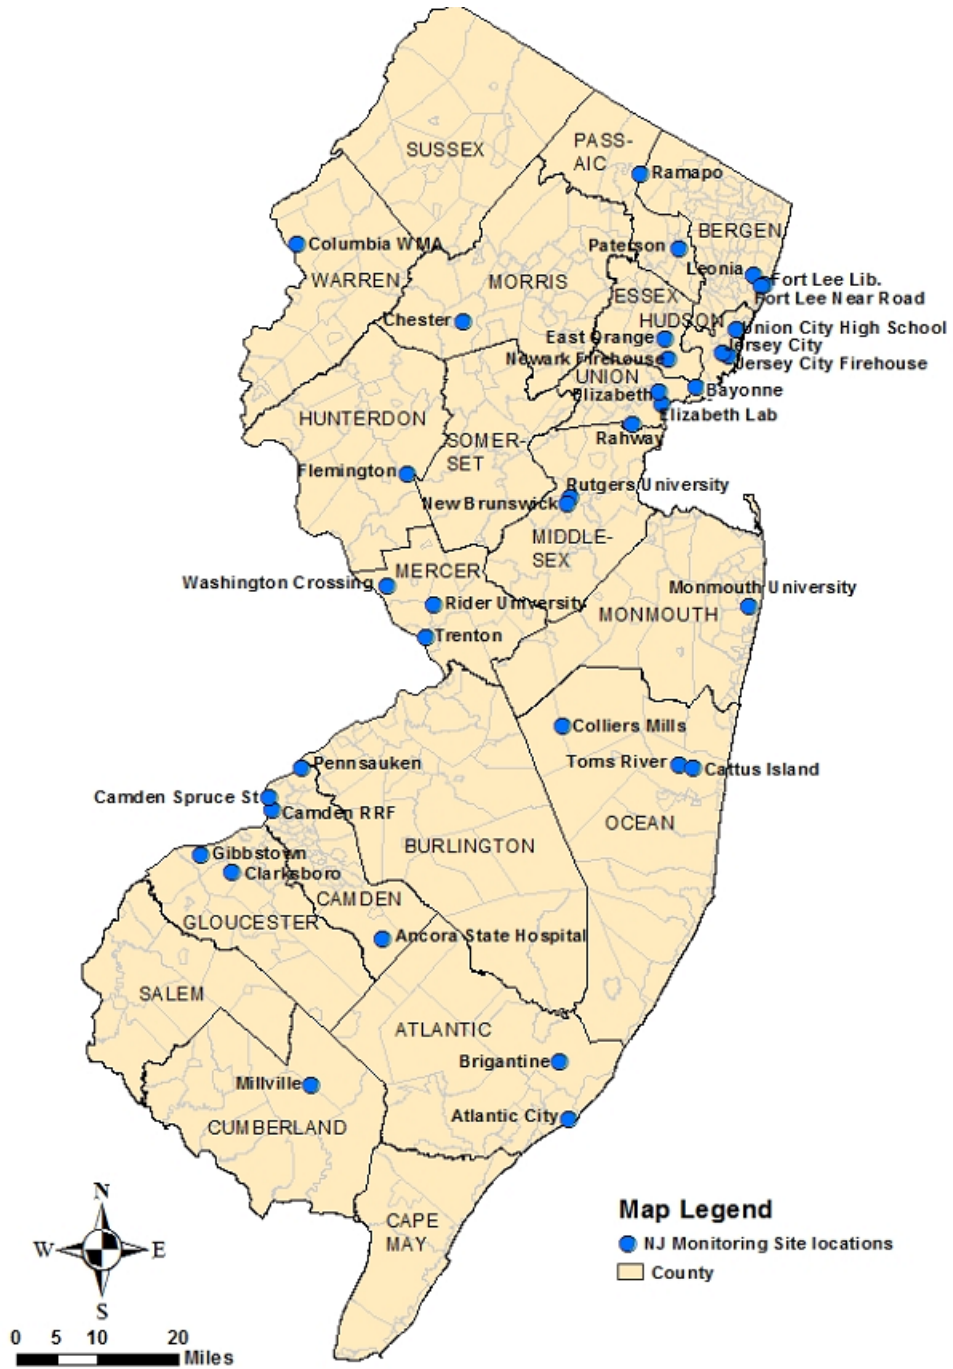 SUSSEX
PASS-
AIC
Ramapo
BERGEN
Columbia WMA
Paterson
WARREN
MORRIS
Leonia
Fort Lee Lib.
ESSEX
Fort Lee Near Road
Chester
HUDSON
Union City High School
East Orange
Jersey City
Newark Firehouse
Jersey City Firehouse
UNION
Elizabeth
Bayonne
Elizabeth Lab
HUNTERDON
SOMER-
SET
Rahway
Flemington
Rutgers University
New Brunswick
MIDDLE-
SEX
MERCER
Washington Crossing
Monmouth University
Rider University
MONMOUTH
Trenton
Colliers Mills
Pennsauken
Toms River
Cattus Island
Camden Spruce St
Camden RRF
OCEAN
BURLINGTON
Gibbstown
Clarksboro
CAMDEN
GLOUCESTER
Ancora State Hospital
SALEM
ATLANTIC
Brigantine
Millville
Atlantic City
CUMBERLAND
CAPE
MAY
N
W
E
S
Map Legend
NJ Monitoring Site locations
County
0 5 10 20
Miles